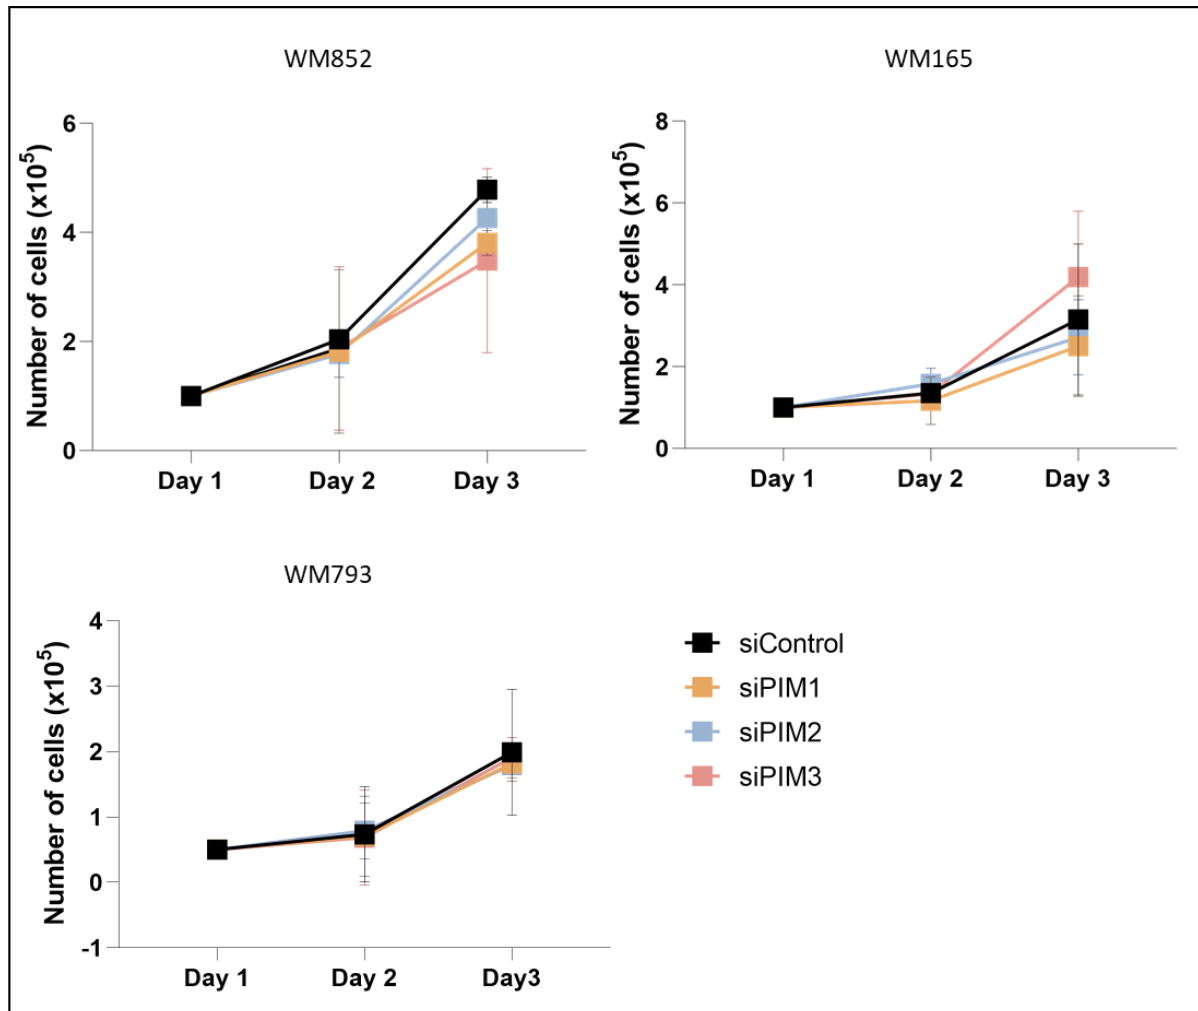 WM852
Number of cells (x10⁵)
6
4
2
0
Day 1 Day 2 Day 3
WM165
Number of cells (x10⁵)
8
6
4
2
0
Day 1 Day 2 Day 3
WM793
Number of cells (x10⁵)
4
3
2
1
0
-1
Day 1 Day 2 Day3
siControl
siPIM1
siPIM2
siPIM3